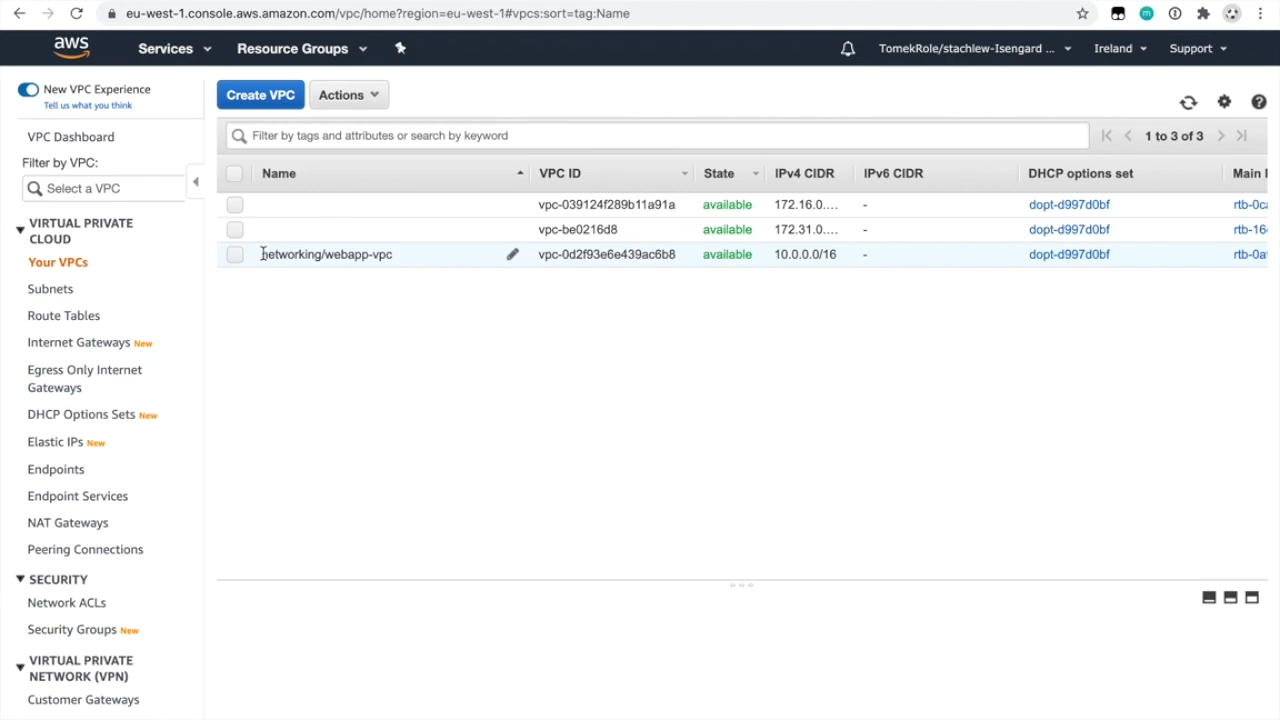 eu-west-1.console.aws.amazon.com/vpc/home?region=eu-west-1#vpcs:sort=tag:Name
aws Services Resource Groups TomekRole/stachlew-Isengard ... Ireland Support
New VPC Experience
Tell us what you think
VPC Dashboard
Filter by VPC:
Select a VPC
VIRTUAL PRIVATE
CLOUD
Your VPCs
Subnets
Route Tables
Internet Gateways New
Egress Only Internet
Gateways
DHCP Options Sets New
Elastic IPs New
Endpoints
Endpoint Services
NAT Gateways
Peering Connections
SECURITY
Network ACLs
Security Groups New
VIRTUAL PRIVATE
NETWORK (VPN)
Customer Gateways
Create VPC Actions
Filter by tags and attributes or search by keyword 1 to 3 of 3
Name VPC ID State IPv4 CIDR IPv6 CIDR DHCP options set Main
vpc-039124f289b11a91a available 172.16.0.... - dopt-d997d0bf rtb-0c
vpc-be0216d8 available 172.31.0.... - dopt-d997d0bf rtb-16
networking/webapp-vpc vpc-0d2f93e6e439ac6b8 available 10.0.0.0/16 - dopt-d997d0bf rtb-0a